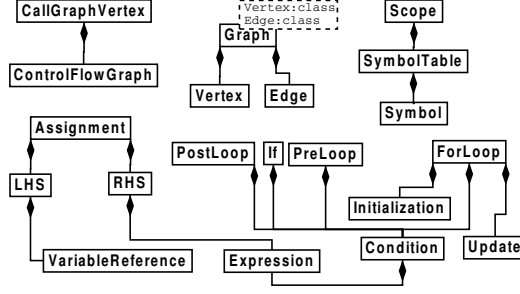 CallGraphVertex
Vertex:class
Edge:class
Scope
Graph
ControlFlowGraph
SymbolTable
Vertex
Edge
Symbol
Assignment
PostLoop
If
PreLoop
ForLoop
LHS
RHS
Initialization
VariableReference
Expression
Condition
Update